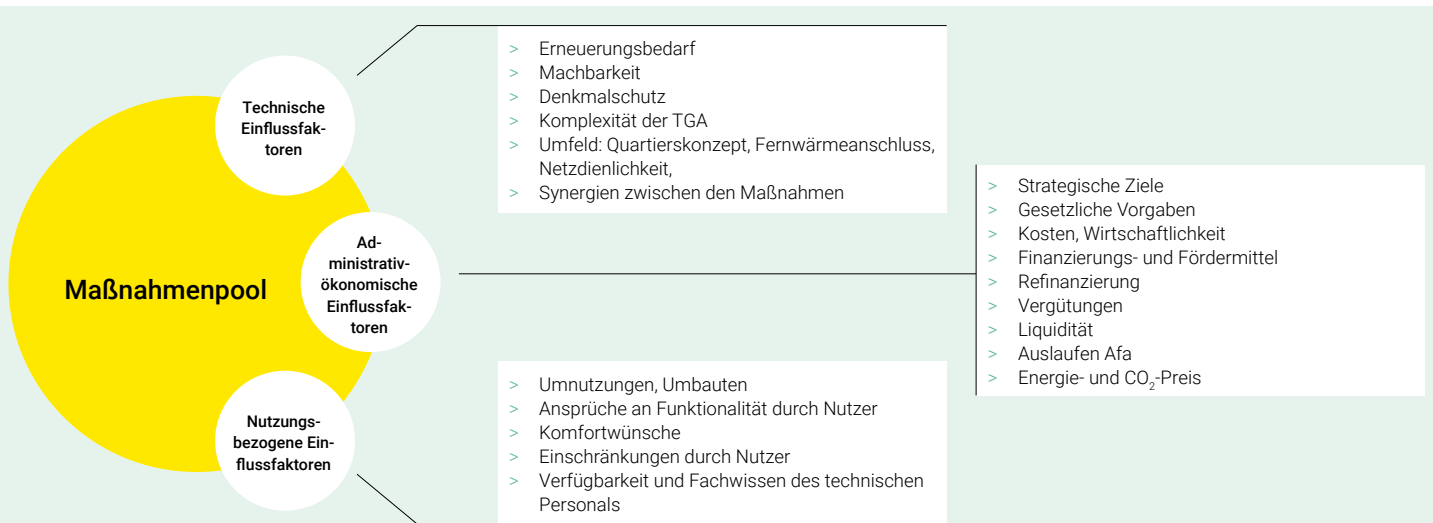 Maßnahmenpool
Technische
Einflussfak-
toren
> Erneuerungsbedarf
> Machbarkeit
> Denkmalschutz
> Komplexität der TGA
> Umfeld: Quartierskonzept, Fernwärmeanschluss,
Netzdienlichkeit,
> Synergien zwischen den Maßnahmen
Ad-
ministrativ-
ökonomische
Einflussfak-
toren
> Strategische Ziele
> Gesetzliche Vorgaben
> Kosten, Wirtschaftlichkeit
> Finanzierungs- und Fördermittel
> Refinanzierung
> Vergütungen
> Liquidität
> Auslaufen Afa
> Energie- und CO₂-Preis
Nutzungs-
bezogene Ein-
flussfaktoren
> Umnutzungen, Umbauten
> Ansprüche an Funktionalität durch Nutzer
> Komfortwünsche
> Einschränkungen durch Nutzer
> Verfügbarkeit und Fachwissen des technischen
Personals